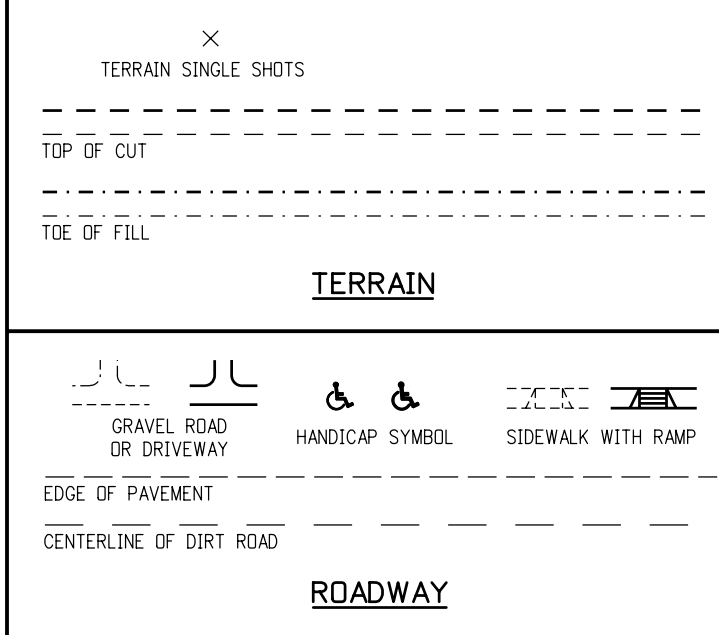 TERRAIN SINGLE SHOTS
TOP OF CUT
TOE OF FILL
TERRAIN
GRAVEL ROAD
OR DRIVEWAY
HANDICAP SYMBOL
SIDEWALK WITH RAMP
EDGE OF PAVEMENT
CENTERLINE OF DIRT ROAD
ROADWAY